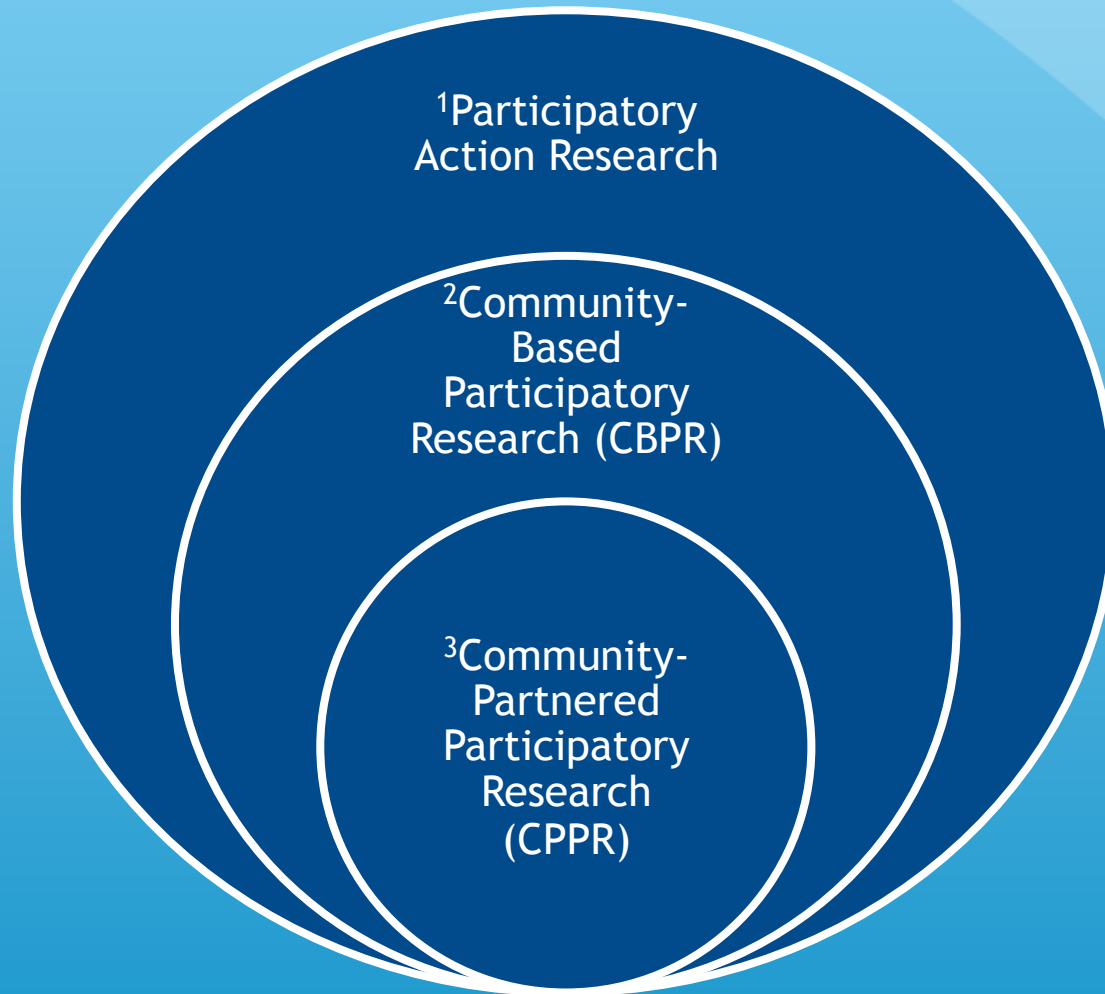 ¹Participatory
Action Research
²Community-
Based
Participatory
Research (CBPR)
³Community-
Partnered
Participatory
Research
(CPPR)